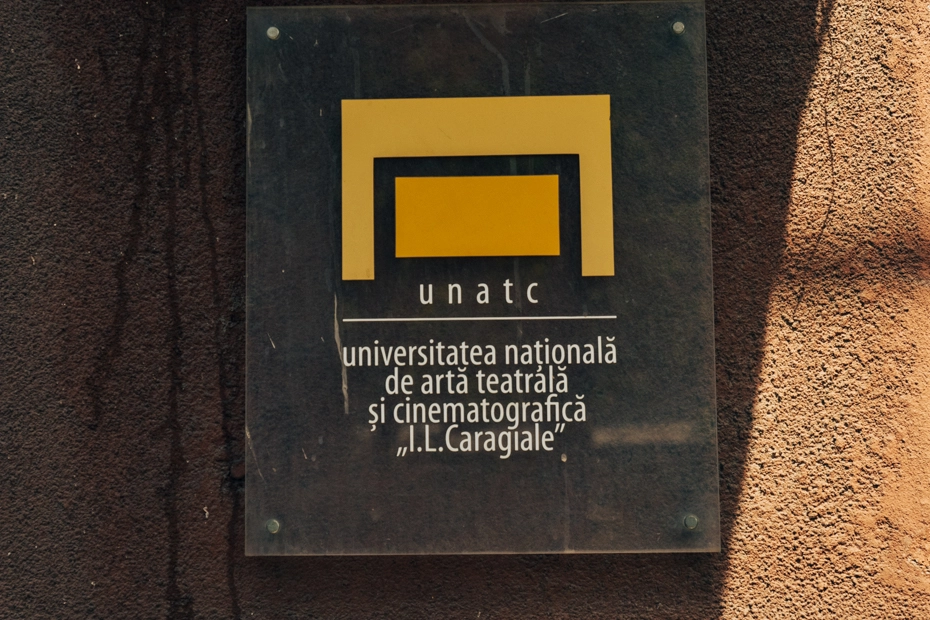 unatc
universitatea națională
de artă teatrală
și cinematografică
„I.L.Caragiale”